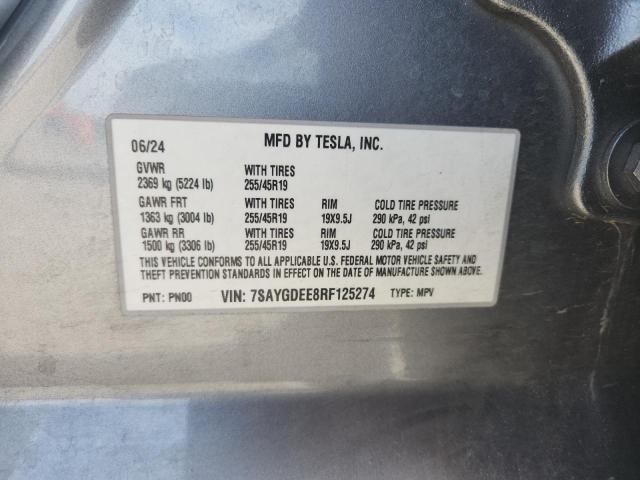 06/24 MFD BY TESLA, INC.
GVWR WITH TIRES
2369 kg (5224 lb) 255/45R19
GAWR FRT WITH TIRES RIM COLD TIRE PRESSURE
1363 kg (3004 lb) 255/45R19 19X9.5J 290 kPa, 42 psi
GAWR RR WITH TIRES RIM COLD TIRE PRESSURE
1500 kg (3306 lb) 255/45R19 19X9.5J 290 kPa, 42 psi
THIS VEHICLE CONFORMS TO ALL APPLICABLE U.S. FEDERAL MOTOR VEHICLE SAFETY AND
THEFT PREVENTION STANDARDS IN EFFECT ON THE DATE OF MANUFACTURE SHOWN ABOVE.
PNT: PN00 VIN: 7SAYGDEE8RF125274 TYPE: MPV